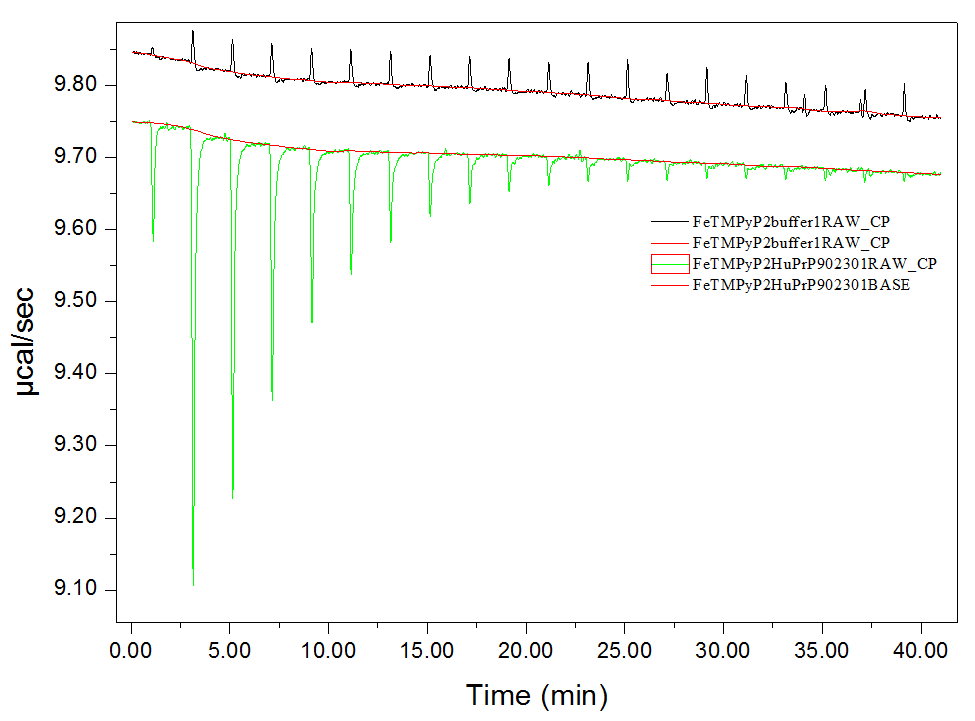 9.80
9.70
9.60
9.50
9.40
9.30
9.20
9.10
µcal/sec
FeTMPyP2buffer1RAW_CP
FeTMPyP2buffer1RAW_CP
FeTMPyP2HuPrP902301RAW_CP
FeTMPyP2HuPrP902301BASE
0.00 5.00 10.00 15.00 20.00 25.00 30.00 35.00 40.00
Time (min)